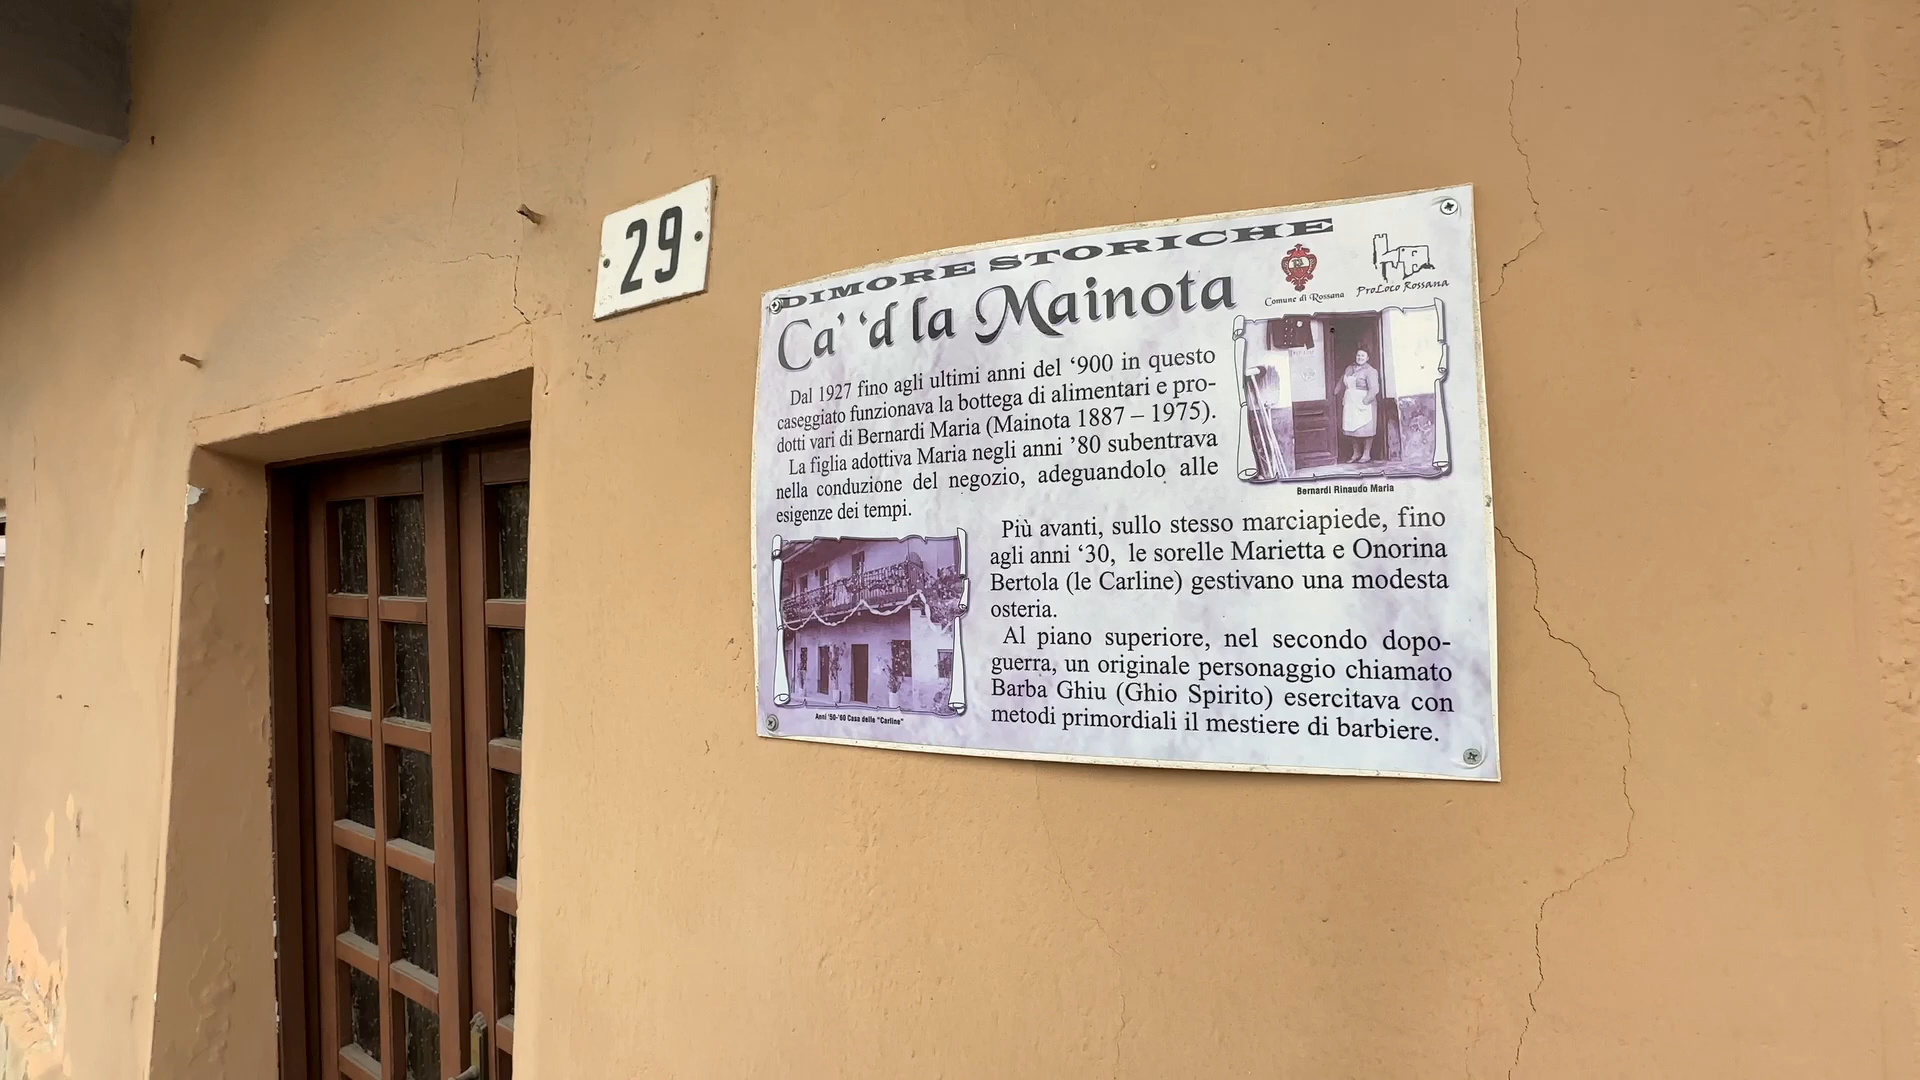 29
DIMORE STORICHE
Ca’ ‘d la Mainota
Comune di Rossana
ProLoco Rossana
Dal 1927 fino agli ultimi anni del ‘900 in questo
caseggiato funzionava la bottega di alimentari e pro-
dotti vari di Bernardi Maria (Mainota 1887 – 1975).
La figlia adottiva Maria negli anni ’80 subentrava
nella conduzione del negozio, adeguandolo alle
esigenze dei tempi.
Bernardi Rinaudo Maria
Più avanti, sullo stesso marciapiede, fino
agli anni ‘30, le sorelle Marietta e Onorina
Bertola (le Carline) gestivano una modesta
osteria.
Al piano superiore, nel secondo dopo-
guerra, un originale personaggio chiamato
Barba Ghiu (Ghio Spirito) esercitava con
metodi primordiali il mestiere di barbiere.
Anni ’50-’60 Casa delle “Carline”